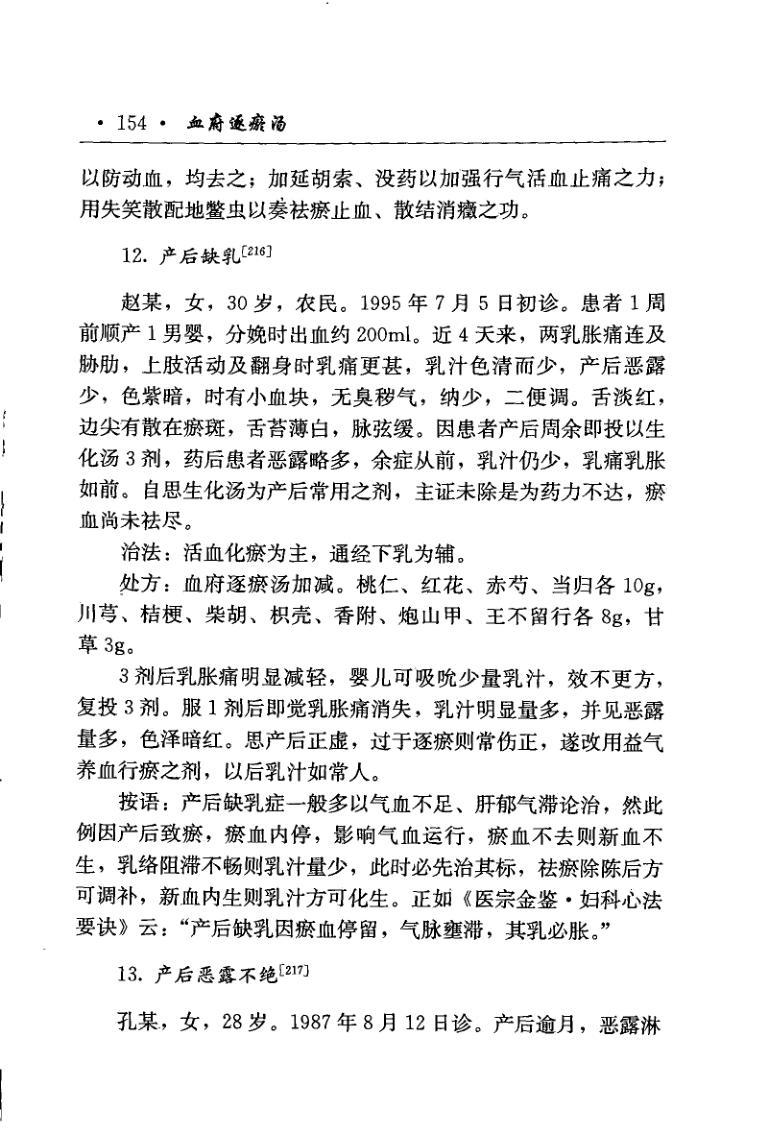 · 154 · 血府逐瘀汤
以防动血，均去之；加延胡索、没药以加强行气活血止痛之力；
用失笑散配地鳖虫以奏祛瘀止血、散结消癥之功。
12. 产后缺乳[216]
赵某，女，30 岁，农民。1995 年 7 月 5 日初诊。患者 1 周
前顺产 1 男婴，分娩时出血约 200ml。近 4 天来，两乳胀痛连及
胁肋，上肢活动及翻身时乳痛更甚，乳汁色清而少，产后恶露
少，色紫暗，时有小血块，无臭秽气，纳少，二便调。舌淡红，
边尖有散在瘀斑，舌苔薄白，脉弦缓。因患者产后周余即投以生
化汤 3 剂，药后患者恶露略多，余症从前，乳汁仍少，乳痛乳胀
如前。自思生化汤为产后常用之剂，主证未除是为药力不达，瘀
血尚未祛尽。
治法：活血化瘀为主，通经下乳为辅。
处方：血府逐瘀汤加减。桃仁、红花、赤芍、当归各 10g，
川芎、桔梗、柴胡、枳壳、香附、炮山甲、王不留行各 8g，甘
草 3g。
3 剂后乳胀痛明显减轻，婴儿可吸吮少量乳汁，效不更方，
复投 3 剂。服 1 剂后即觉乳胀痛消失，乳汁明显量多，并见恶露
量多，色泽暗红。思产后正虚，过于逐瘀则常伤正，遂改用益气
养血行瘀之剂，以后乳汁如常人。
按语：产后缺乳症一般多以气血不足、肝郁气滞论治，然此
例因产后致瘀，瘀血内停，影响气血运行，瘀血不去则新血不
生，乳络阻滞不畅则乳汁量少，此时必先治其标，祛瘀除陈后方
可调补，新血内生则乳汁方可化生。正如《医宗金鉴·妇科心法
要诀》云：“产后缺乳因瘀血停留，气脉壅滞，其乳必胀。”
13. 产后恶露不绝[217]
孔某，女，28 岁。1987 年 8 月 12 日诊。产后逾月，恶露淋